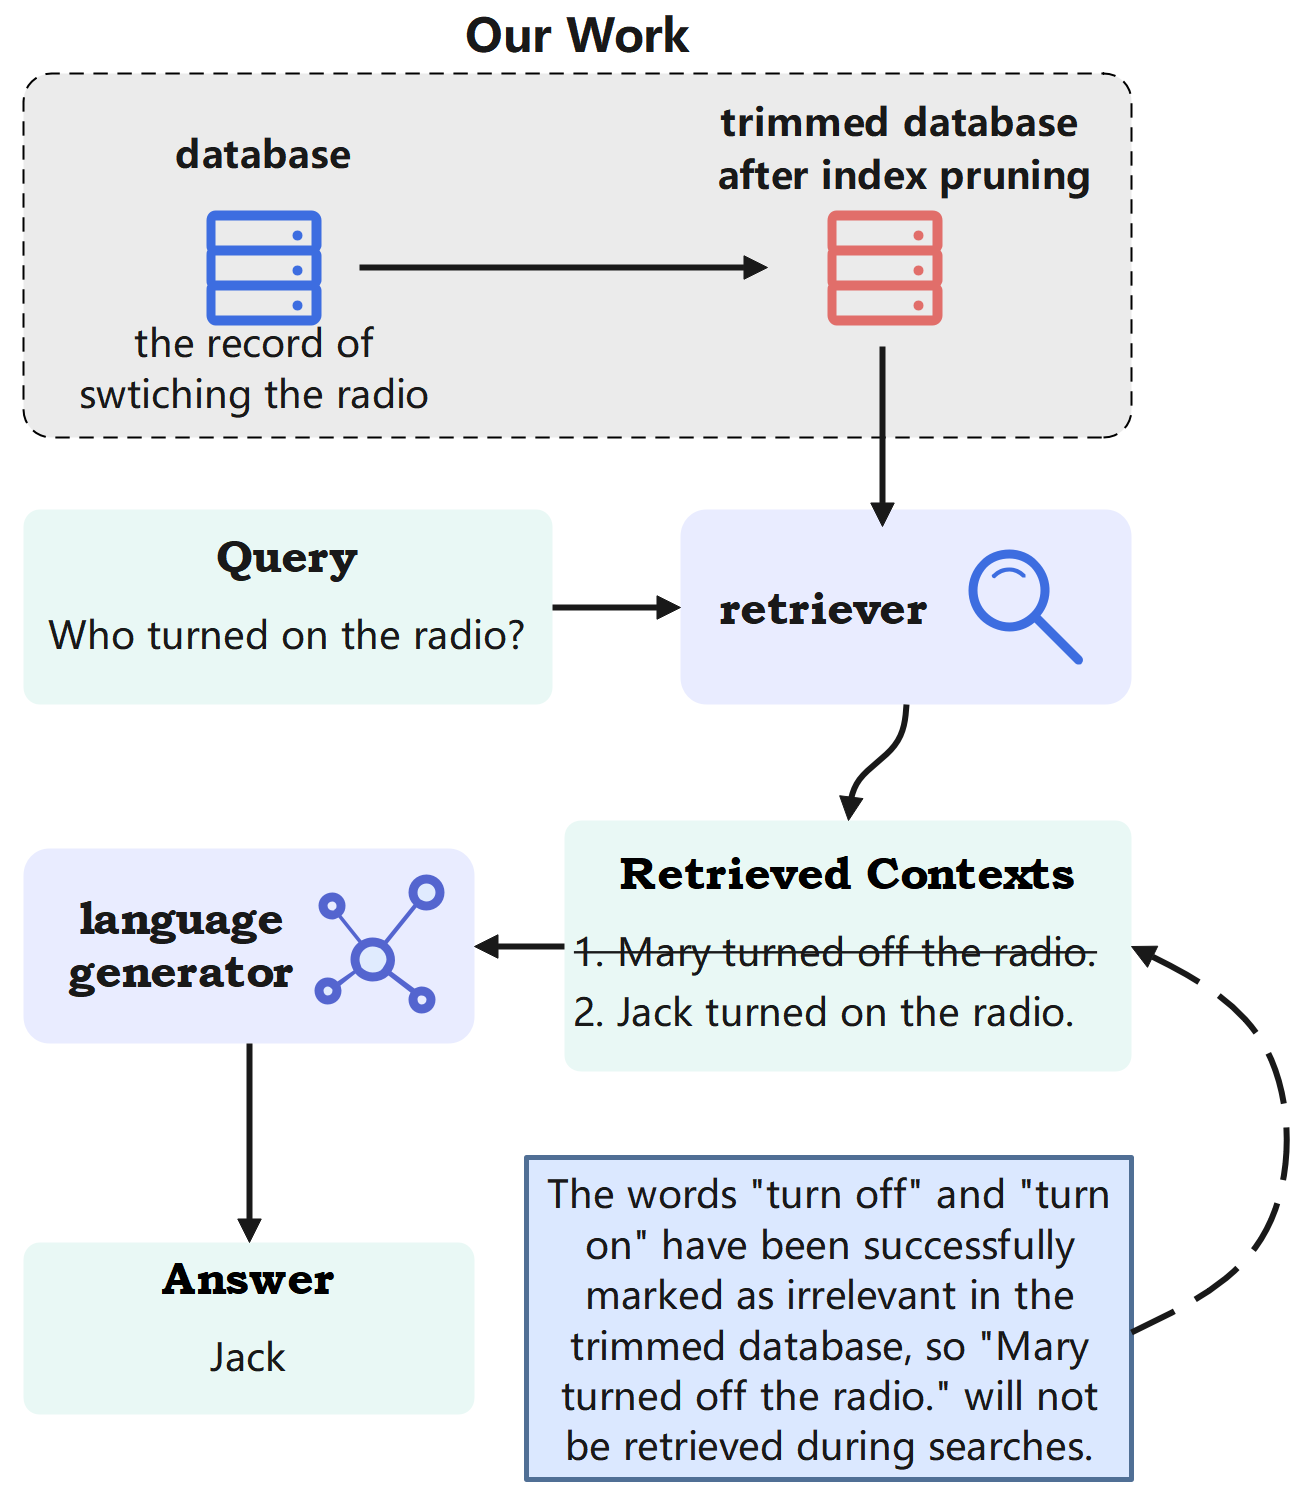 Our Work
database
trimmed database
after index pruning
the record of
swtiching the radio
Query
Who turned on the radio?
retriever
Retrieved Contexts
1. Mary turned off the radio.
2. Jack turned on the radio.
language
generator
Answer
Jack
The words "turn off" and "turn
on" have been successfully
marked as irrelevant in the
trimmed database, so "Mary
turned off the radio." will not
be retrieved during searches.